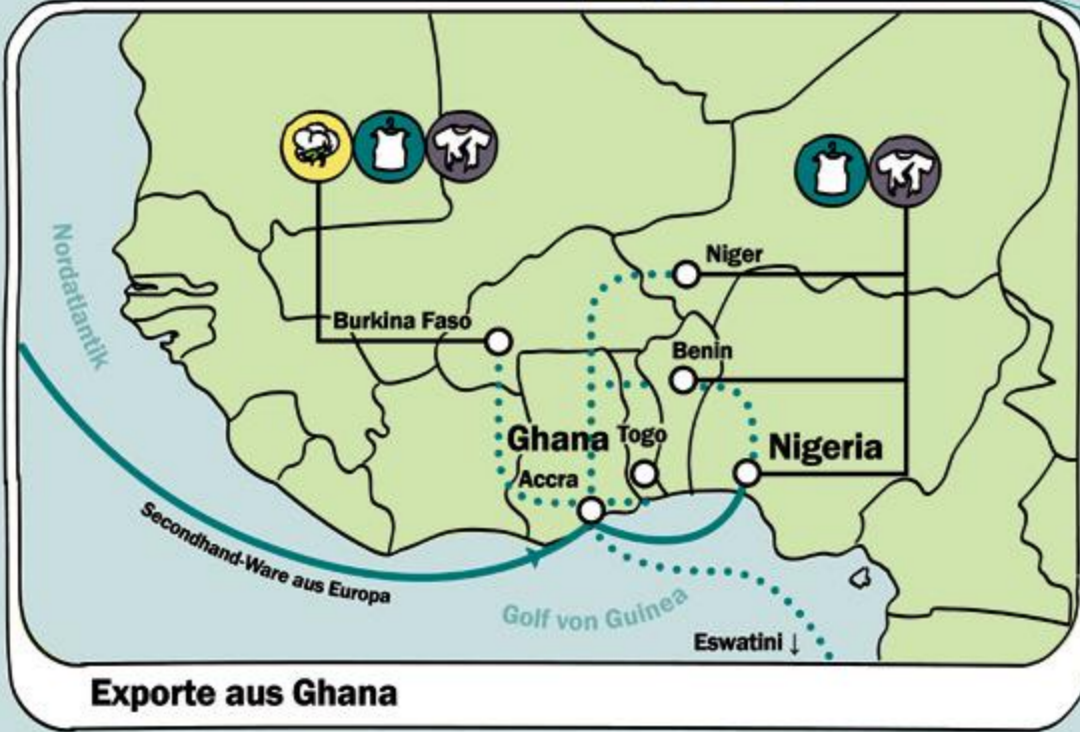 Nordatlantik
Niger
Burkina Faso
Benin
Ghana
Togo
Nigeria
Accra
Secondhand-Ware aus Europa
Golf von Guinea
Eswatini ↓
Exporte aus Ghana